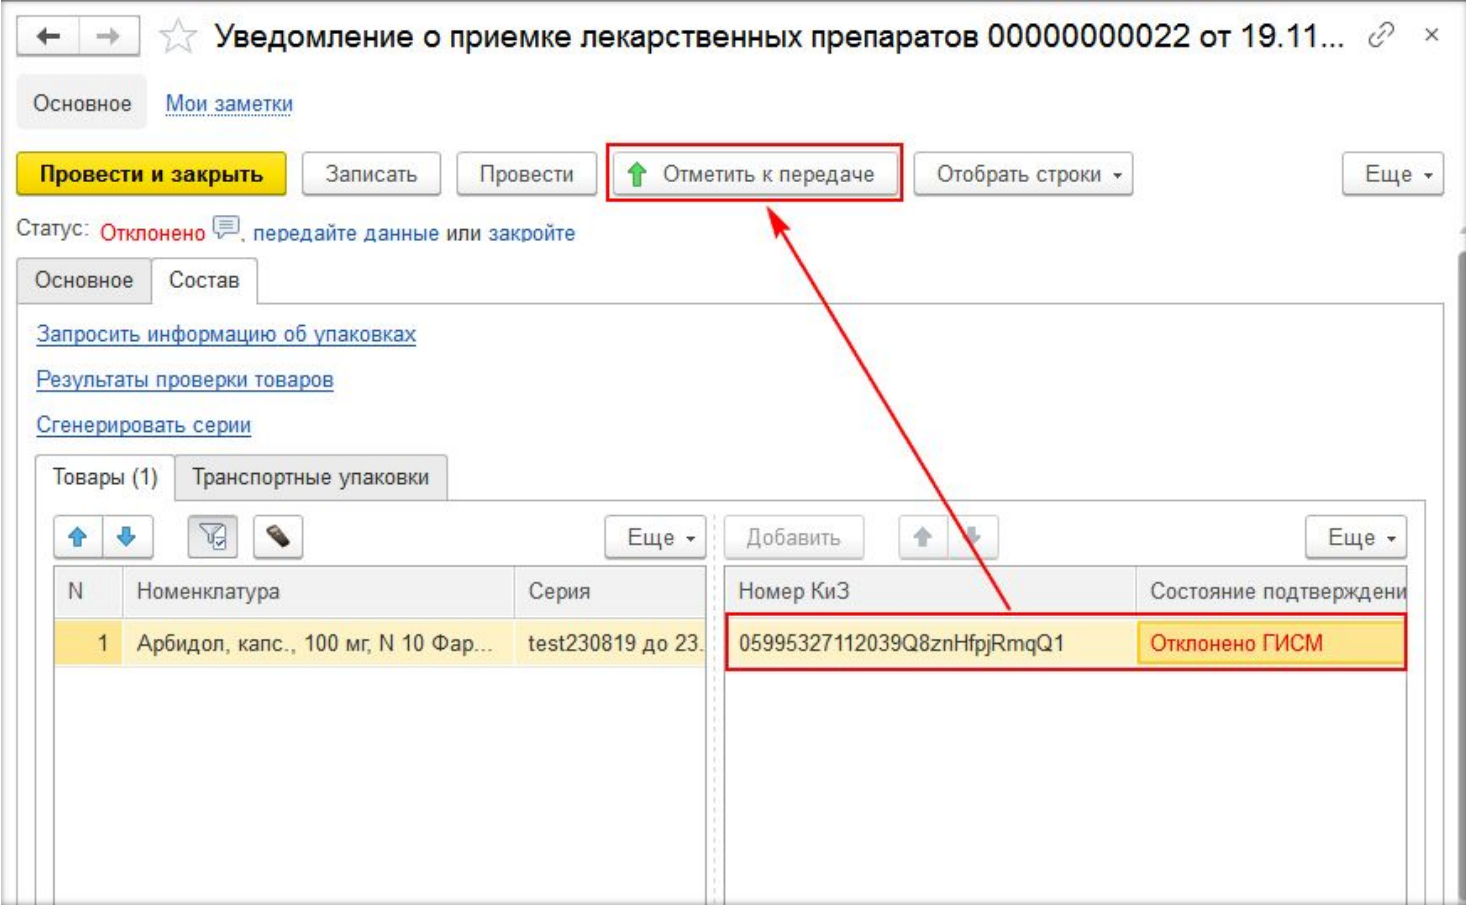 Уведомление о приемке лекарственных препаратов 00000000022 от 19.11...
Основное Мои заметки
Провести и закрыть Записать Провести Отметить к передаче Отобрать строки Еще
Статус: Отклонено , передайте данные или закройте
Основное Состав
Запросить информацию об упаковках
Результаты проверки товаров
Сгенерировать серии
Товары (1) Транспортные упаковки
Еще Добавить Еще
N Номенклатура Серия Номер КиЗ Состояние подтверждени
1 Арбидол, капс., 100 мг, N 10 Фар... test230819 до 23. 05995327112039Q8znHfpjRmqQ1 Отклонено ГИСМ